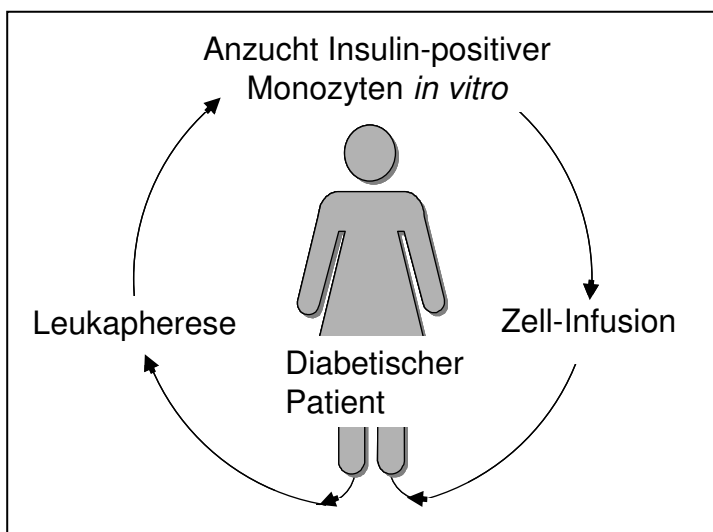 Anzucht Insulin-positiver
Monozyten in vitro
Leukapherese
Zell-Infusion
Diabetischer
Patient